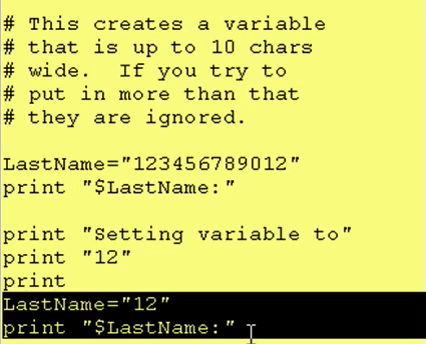 # This creates a variable
# that is up to 10 chars
# wide.  If you try to
# put in more than that
# they are ignored.
LastName="123456789012"
print "$LastName:"
print "Setting variable to"
print "12"
print
LastName="12"
print "$LastName:"